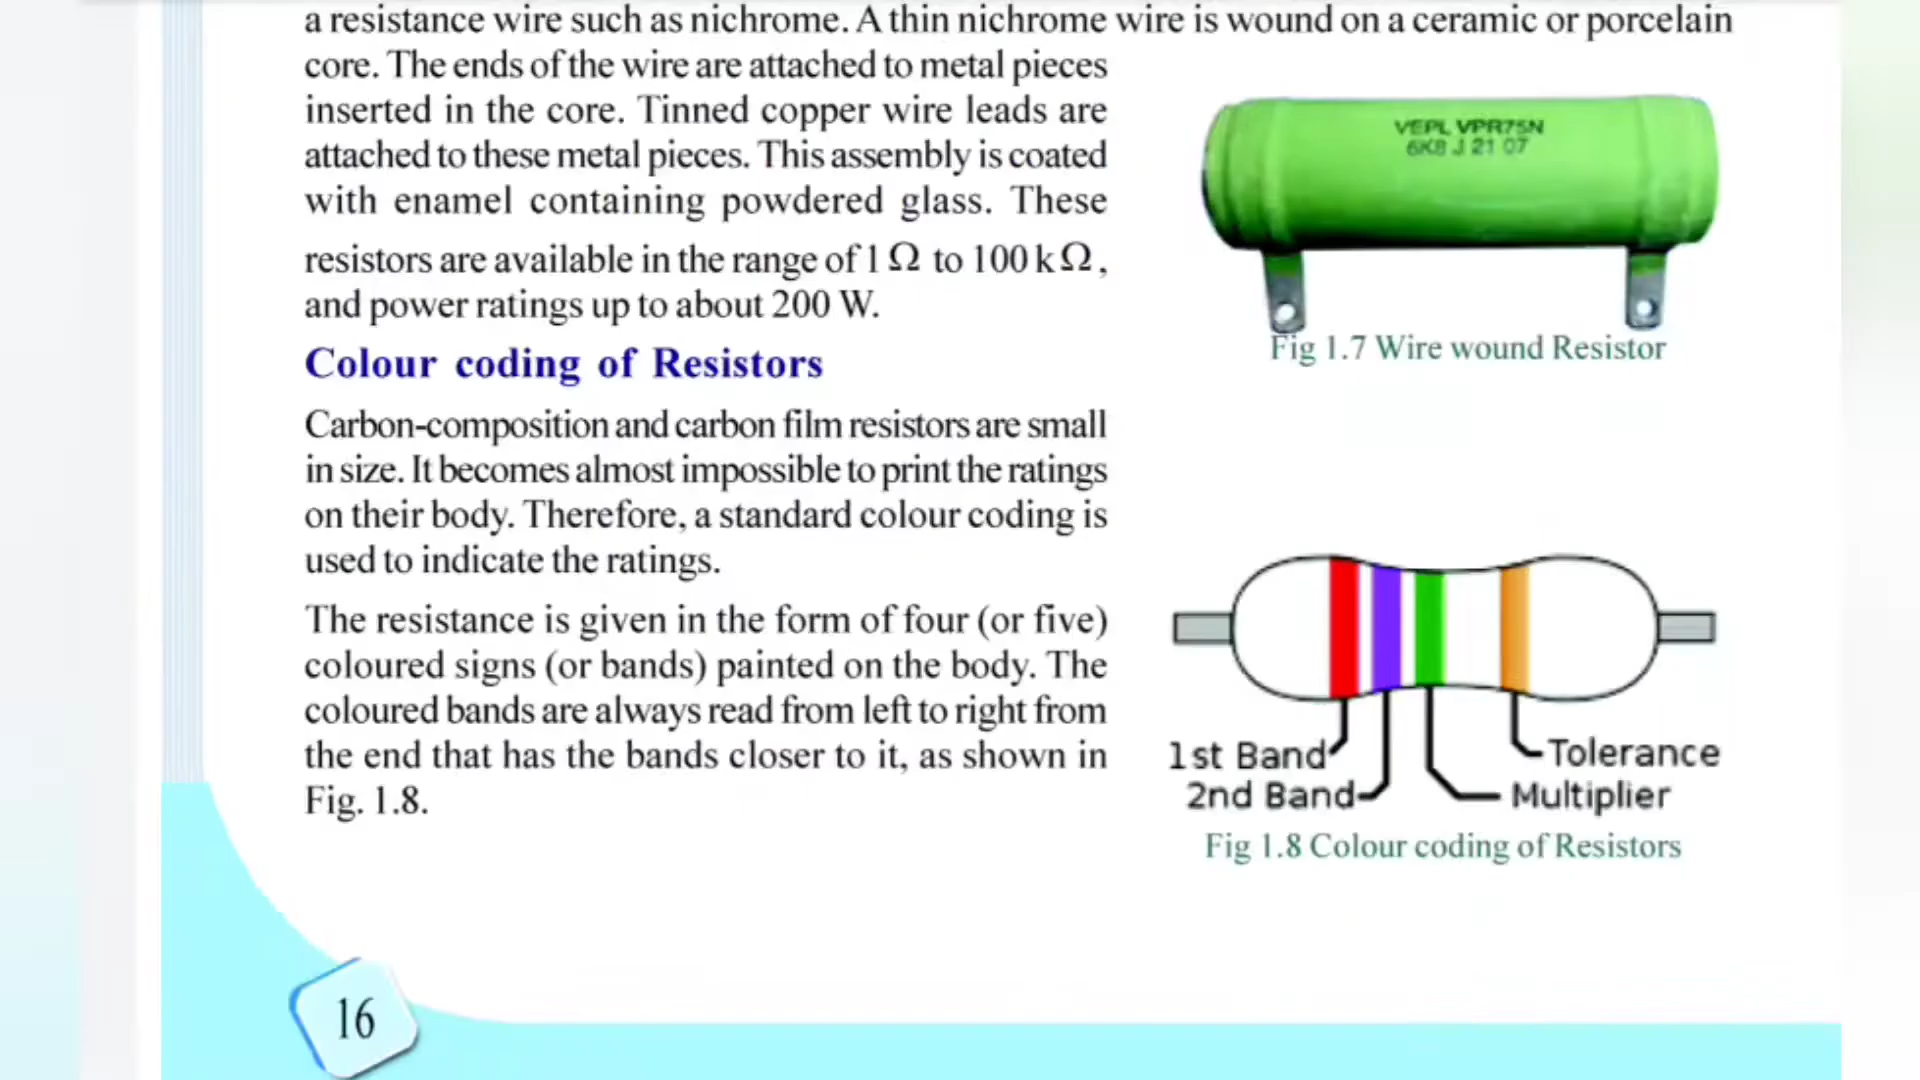 a resistance wire such as nichrome. A thin nichrome wire is wound on a ceramic or porcelain
core. The ends of the wire are attached to metal pieces
inserted in the core. Tinned copper wire leads are
attached to these metal pieces. This assembly is coated
with enamel containing powdered glass. These
resistors are available in the range of 1 Ω to 100 k Ω,
and power ratings up to about 200 W.
VEPL VPR75N
6K8 J 21 07
Fig 1.7 Wire wound Resistor
Colour coding of Resistors
Carbon-composition and carbon film resistors are small
in size. It becomes almost impossible to print the ratings
on their body. Therefore, a standard colour coding is
used to indicate the ratings.
The resistance is given in the form of four (or five)
coloured signs (or bands) painted on the body. The
coloured bands are always read from left to right from
the end that has the bands closer to it, as shown in
Fig. 1.8.
1st Band
2nd Band
Tolerance
Multiplier
Fig 1.8 Colour coding of Resistors
16